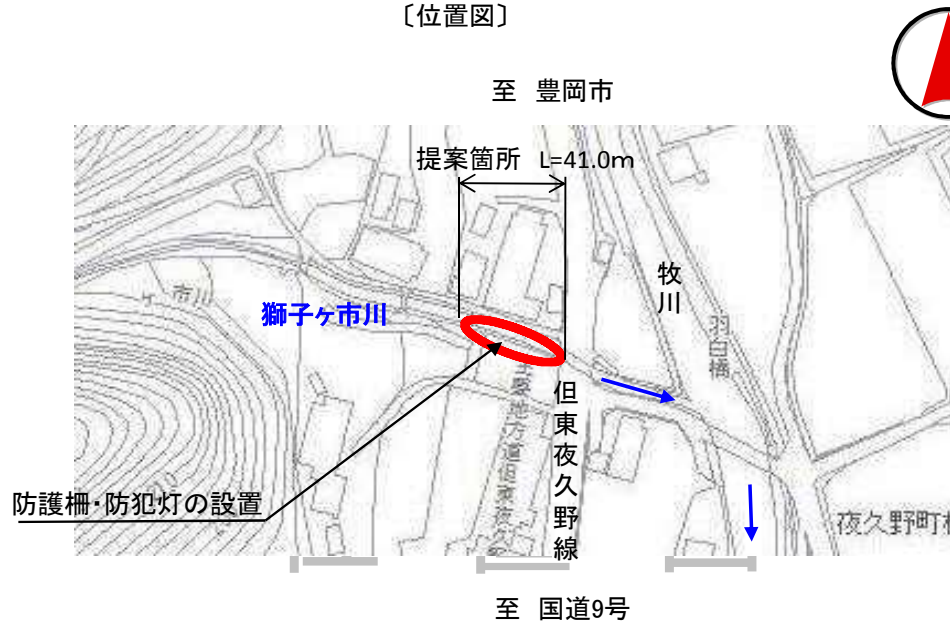 〔位置図〕
至 豊岡市
提案箇所 L=41.0m
牧川
羽白橋
ヶ市川
獅子ヶ市川
但東夜久野線
防護柵・防犯灯の設置
夜久野町
至 国道9号